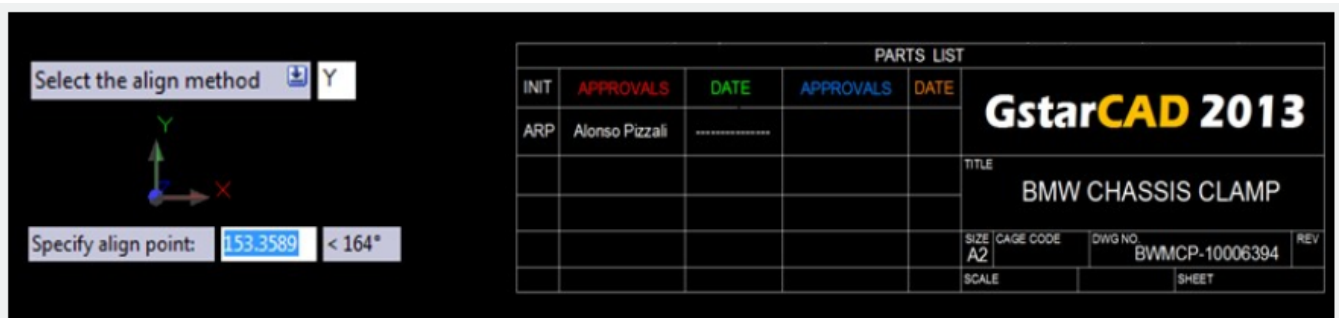 Select the align method Y
Y
X
Specify align point: 153.3589 < 164°
PARTS LIST
INIT APPROVALS DATE APPROVALS DATE
GstarCAD 2013
ARP Alonso Pizzali ---------------
TITLE
BMW CHASSIS CLAMP
SIZE CAGE CODE DWG NO. REV
A2 BWMCP-10006394
SCALE SHEET